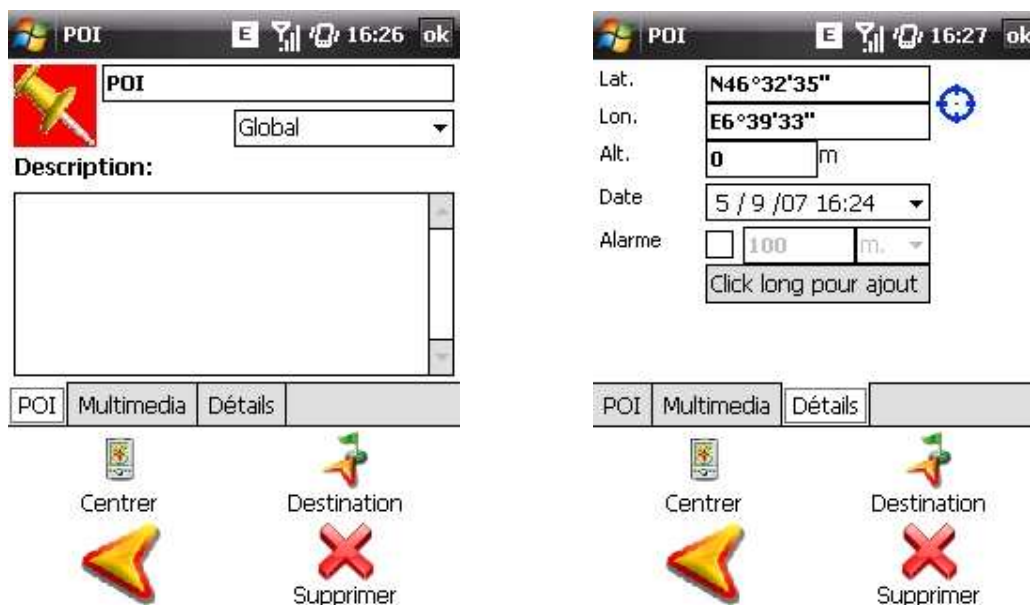 POI E 16:26 ok
POI
Global
Description:
POI Multimedia Détails
Centrer Destination
Supprimer
POI E 16:27 ok
Lat. N46°32'35"
Lon. E6°39'33"
Alt. 0 m
Date 5 / 9 /07 16:24
Alarme 100 m.
Click long pour ajout
POI Multimedia Détails
Centrer Destination
Supprimer